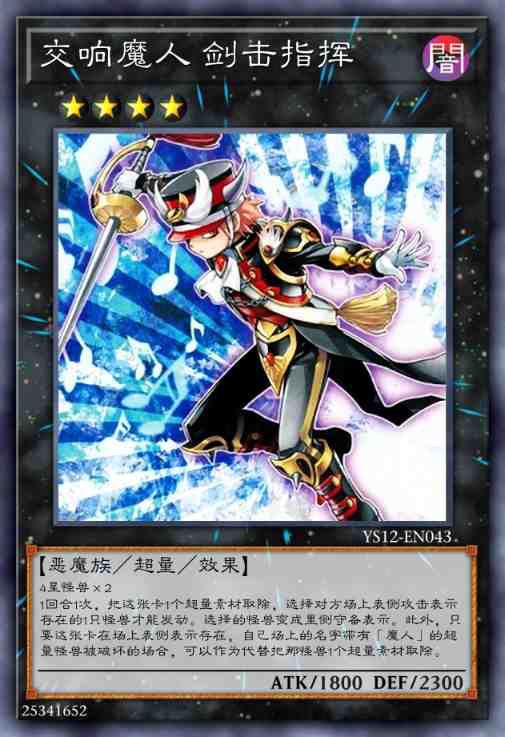 交响魔人 剑击指挥
闇
YS12-EN043
【恶魔族／超量／效果】
4星怪兽×2
1回合1次，把这张卡1个超量素材取除，选择对方场上表侧攻击表示
存在的1只怪兽才能发动。选择的怪兽变成里侧守备表示。此外，只
要这张卡在场上表侧表示存在，自己场上的名字带有「魔人」的超
量怪兽被破坏的场合，可以作为代替把那怪兽1个超量素材取除。
ATK/1800 DEF/2300
25341652